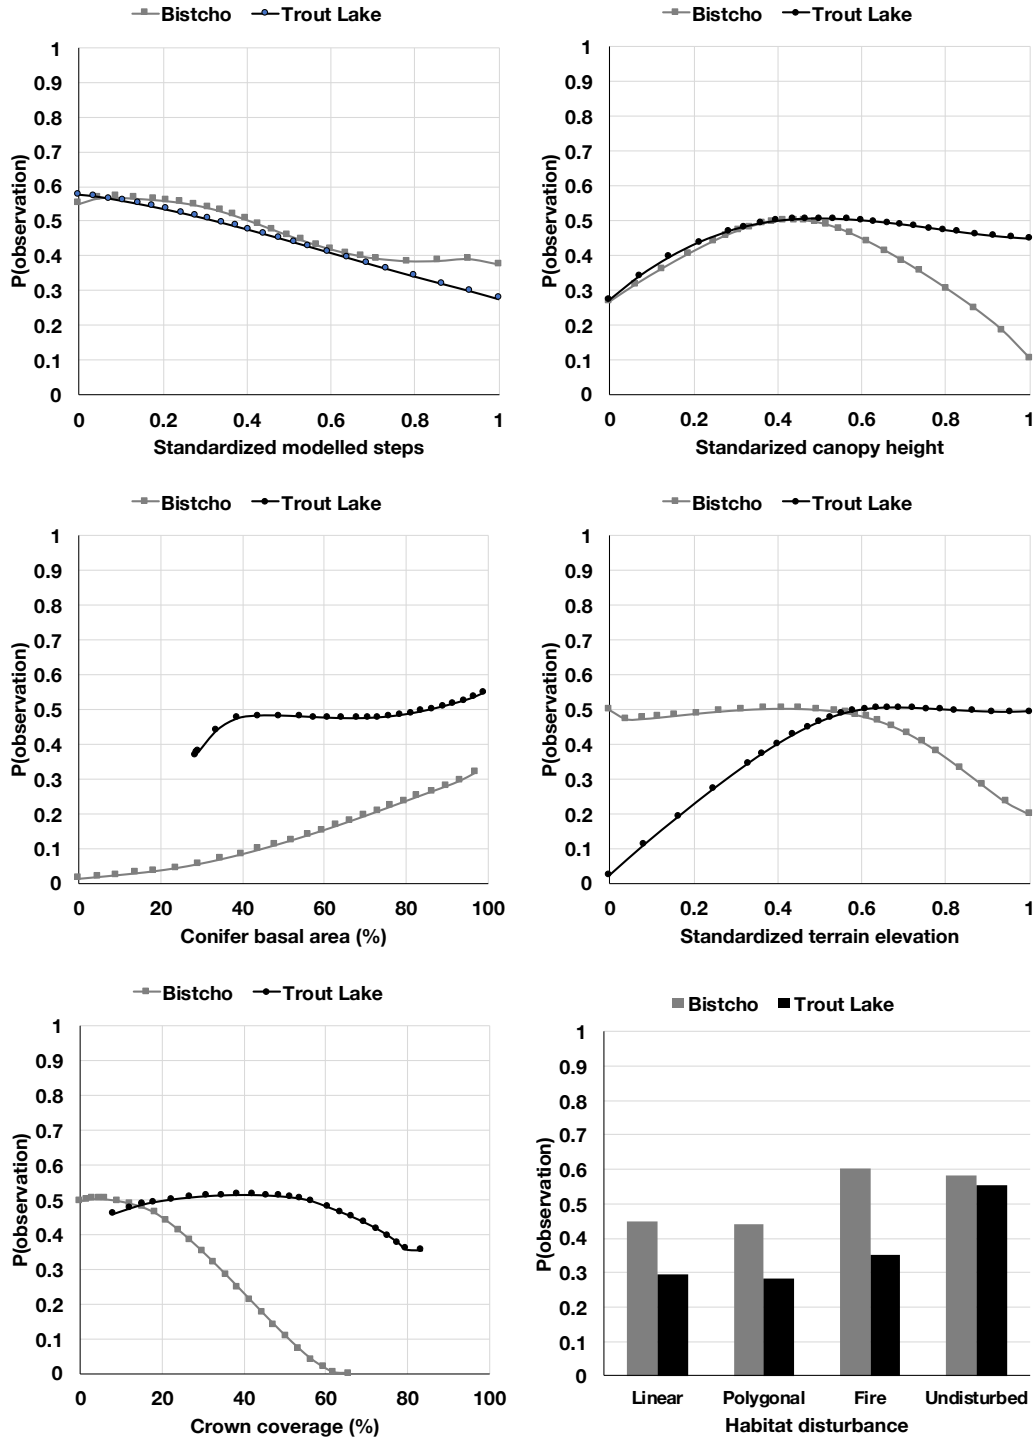 Bistcho Trout Lake
P(observation)
1
0.9
0.8
0.7
0.6
0.5
0.4
0.3
0.2
0.1
0
0 0.2 0.4 0.6 0.8 1
Standardized modelled steps
Bistcho Trout Lake
P(observation)
1
0.9
0.8
0.7
0.6
0.5
0.4
0.3
0.2
0.1
0
0 0.2 0.4 0.6 0.8 1
Standarized canopy height
Bistcho Trout Lake
P(observation)
1
0.9
0.8
0.7
0.6
0.5
0.4
0.3
0.2
0.1
0
0 20 40 60 80 100
Conifer basal area (%)
Bistcho Trout Lake
P(observation)
1
0.9
0.8
0.7
0.6
0.5
0.4
0.3
0.2
0.1
0
0 0.2 0.4 0.6 0.8 1
Standardized terrain elevation
Bistcho Trout Lake
P(observation)
1
0.9
0.8
0.7
0.6
0.5
0.4
0.3
0.2
0.1
0
0 20 40 60 80 100
Crown coverage (%)
Bistcho Trout Lake
P(observation)
1
0.9
0.8
0.7
0.6
0.5
0.4
0.3
0.2
0.1
0
Linear Polygonal Fire Undisturbed
Habitat disturbance